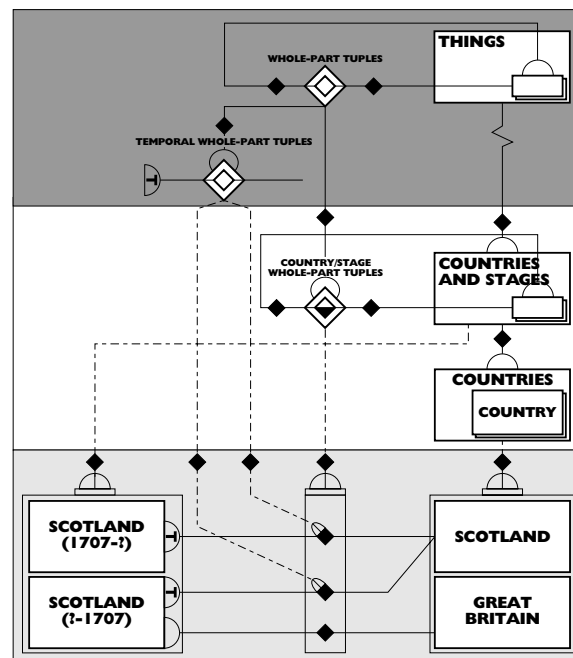 THINGS
WHOLE-PART TUPLES
TEMPORAL WHOLE-PART TUPLES
T
COUNTRY/STAGE
WHOLE-PART TUPLES
COUNTRIES
AND STAGES
COUNTRIES
COUNTRY
SCOTLAND
(1707-?)
T
SCOTLAND
SCOTLAND
(?-1707)
T
GREAT
BRITAIN